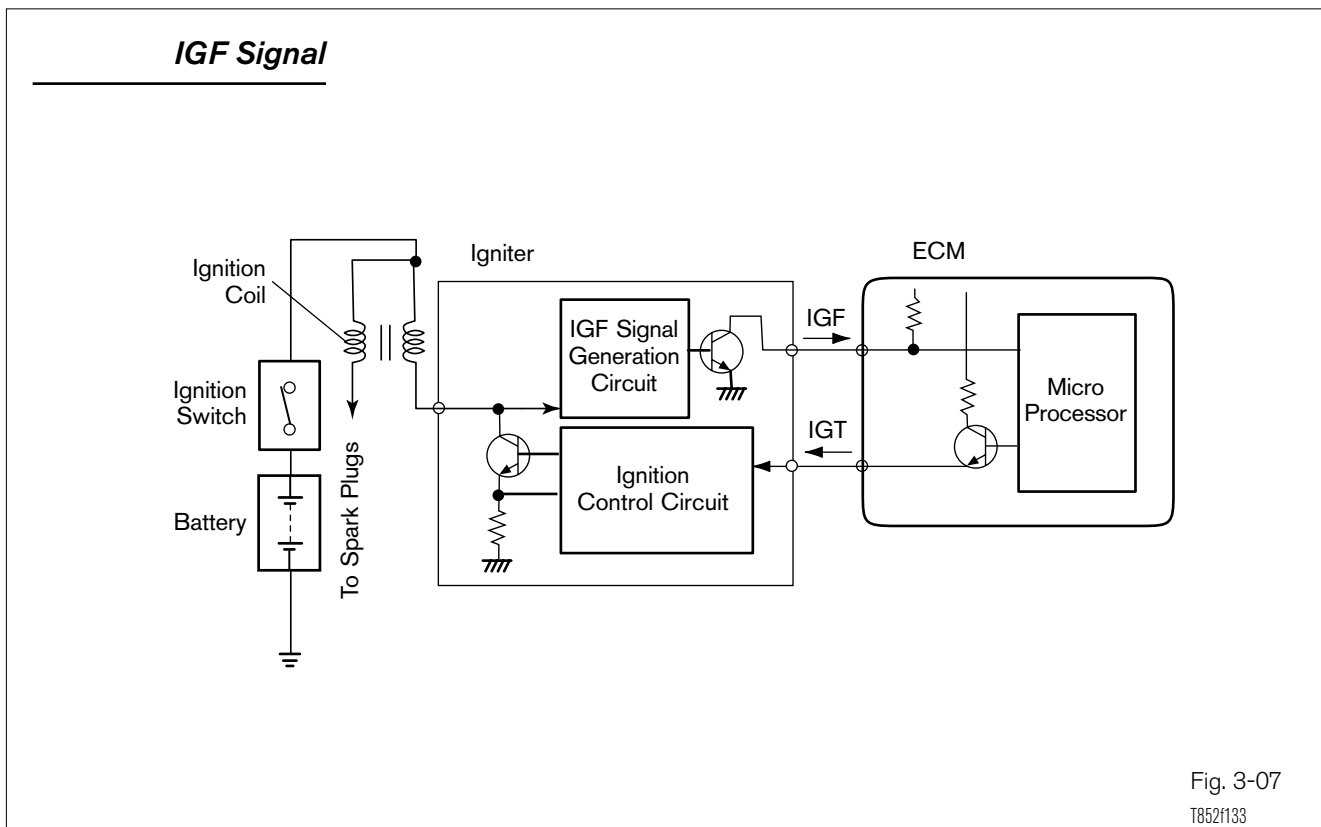 IGF Signal
Ignition
Coil
Igniter
ECM
IGF Signal
Generation
Circuit
IGF
Ignition
Switch
Micro
Processor
IGT
Ignition
Control Circuit
Battery
To Spark Plugs
Fig. 3-07
T852f133